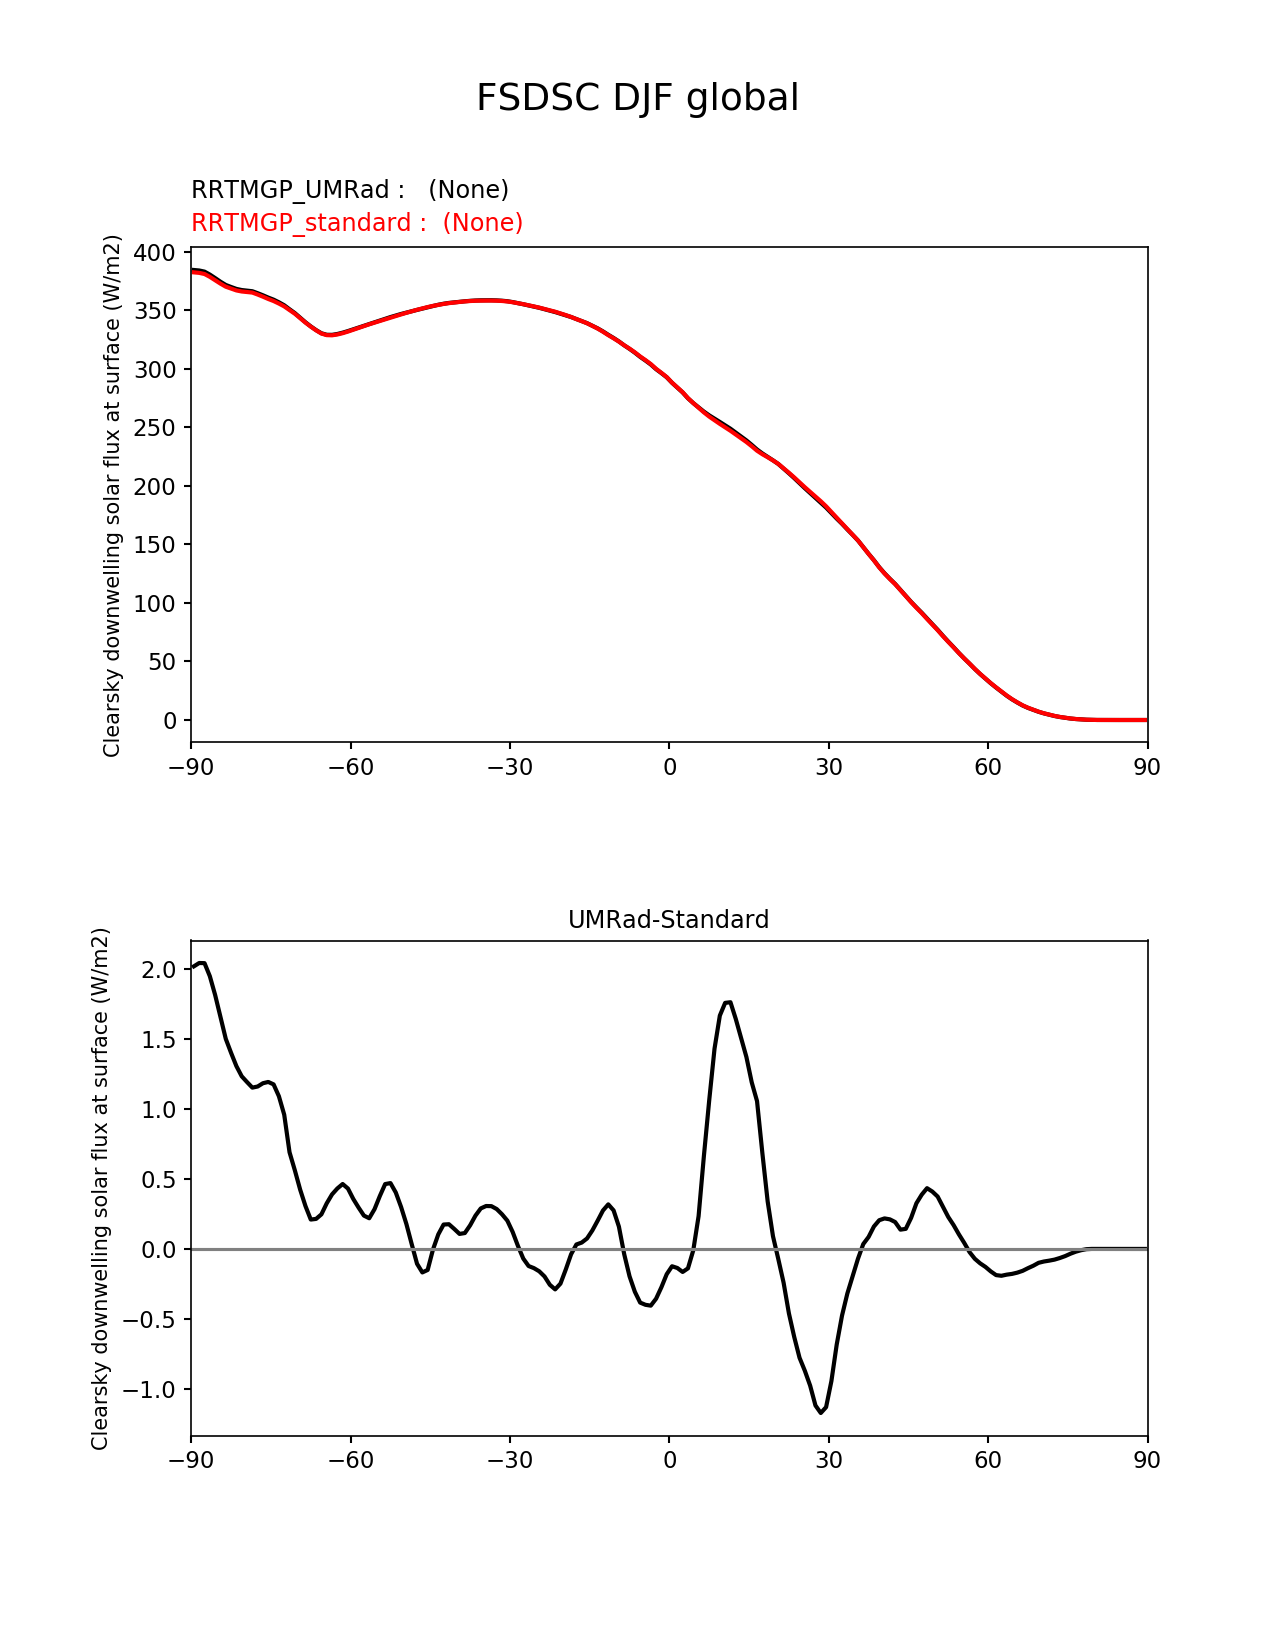 FSDSC DJF global
RRTMGP_UMRad :   (None)
RRTMGP_standard :  (None)
Clearsky downwelling solar flux at surface (W/m2)
400
350
300
250
200
150
100
50
0
−90 −60 −30 0 30 60 90
UMRad-Standard
Clearsky downwelling solar flux at surface (W/m2)
2.0
1.5
1.0
0.5
0.0
−0.5
−1.0
−90 −60 −30 0 30 60 90